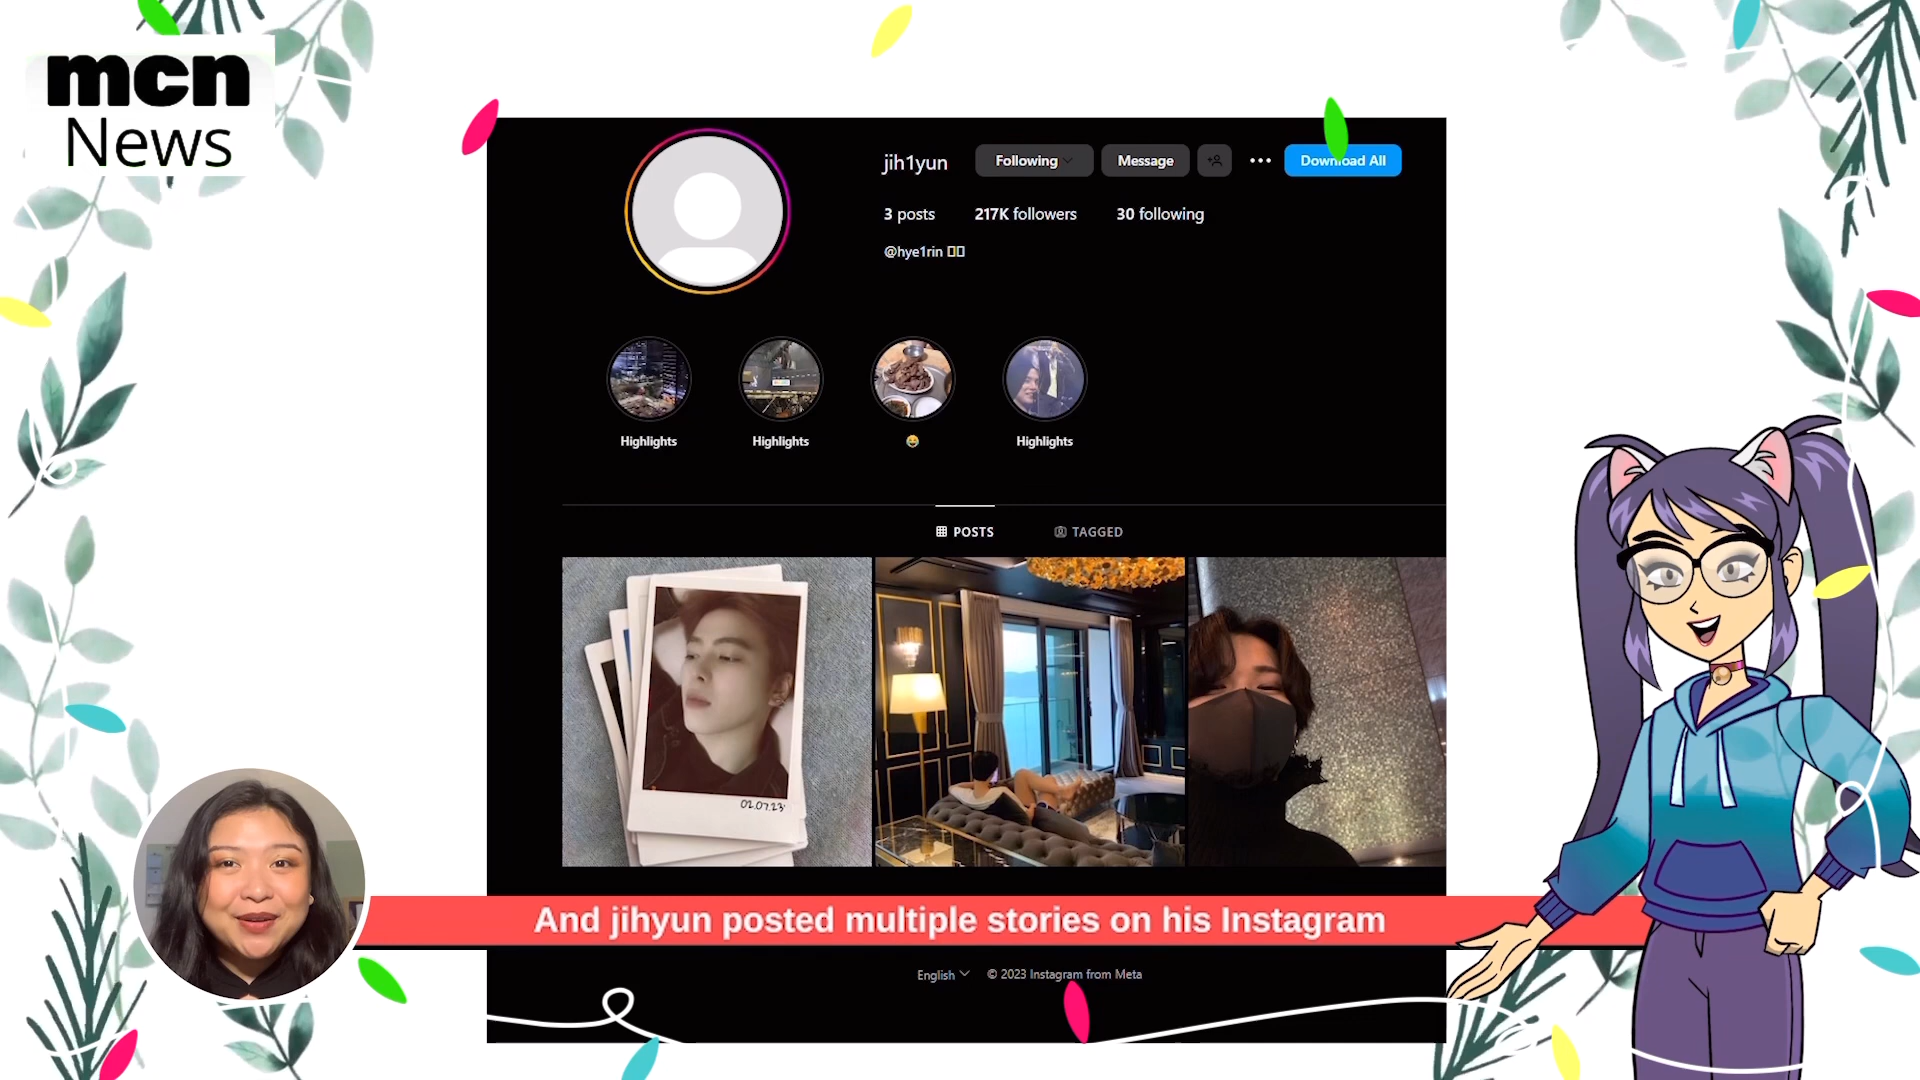 mcn
News
jih1yun
Following
Message
Download All
3 posts
217K followers
30 following
@hye1rin
Highlights
Highlights
Highlights
POSTS
TAGGED
02.07.23'
And jihyun posted multiple stories on his Instagram
English
© 2023 Instagram from Meta